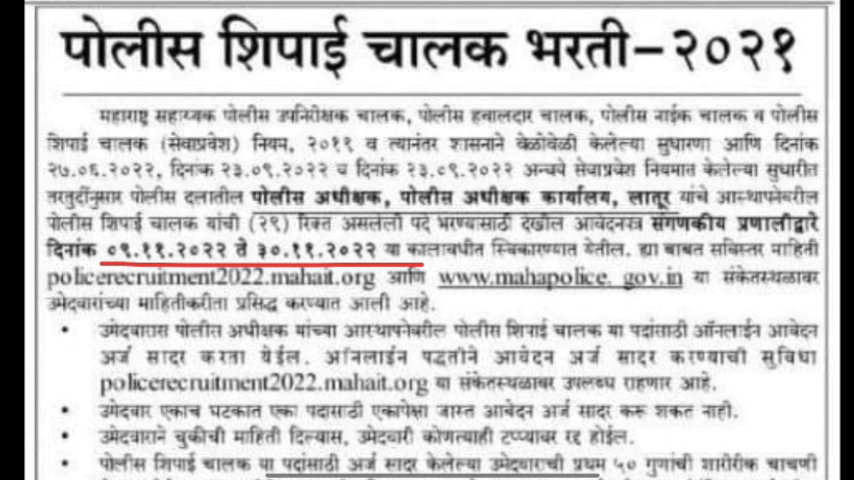 पोलीस शिपाई चालक भरती-२०२१
महाराष्ट्र सहाय्यक पोलीस उपनिरीक्षक चालक, पोलीस हवालदार चालक, पोलीस नाईक चालक व पोलीस
शिपाई चालक (सेवाप्रवेश) नियम, २०१९ व त्यानंतर शासनाने वेळोवेळी केलेल्या सुधारणा आणि दिनांक
२७.०६.२०२२, दिनांक २३.०९.२०२२ व दिनांक २३.०९.२०२२ अन्वये सेवाप्रवेश नियमात केलेल्या सुधारीत
तरतुदींनुसार पोलीस दलातील पोलीस अधीक्षक, पोलीस अधीक्षक कार्यालय, लातूर यांचे आस्थापनेवरील
पोलीस शिपाई चालक यांची (२९) रिक्त असलेली पदे भरण्यासाठी देखील आवेदनपत्र संगणकीय प्रणालीद्वारे
दिनांक ०९.११.२०२२ ते ३०.११.२०२२ या कालावधीत स्विकारण्यात येतील. ह्या बाबत सविस्तर माहिती
policerecruitment2022.mahait.org आणि www.mahapolice. gov.in या संकेतस्थळावर
उमेदवारांच्या माहितीकरीता प्रसिद्ध करण्यात आली आहे.
• उमेदवारास पोलीस अधीक्षक यांच्या आस्थापनेवरील पोलीस शिपाई चालक या पदांसाठी ऑनलाईन आवेदन
अर्ज सादर करता येईल. ऑनलाईन पद्धतीने आवेदन अर्ज सादर करण्याची सुविधा
policerecruitment2022.mahait.org या संकेतस्थळावर उपलब्ध राहणार आहे.
• उमेदवार एकाच घटकात एका पदासाठी एकापेक्षा जास्त आवेदन अर्ज सादर करू शकत नाही.
• उमेदवाराने चुकीची माहिती दिल्यास, उमेदवारी कोणत्याही टप्प्यावर रद्द होईल.
• पोलीस शिपाई चालक या पदांसाठी अर्ज सादर केलेल्या उमेदवाराची प्रथम ५० गुणांची शारीरीक चाचणी